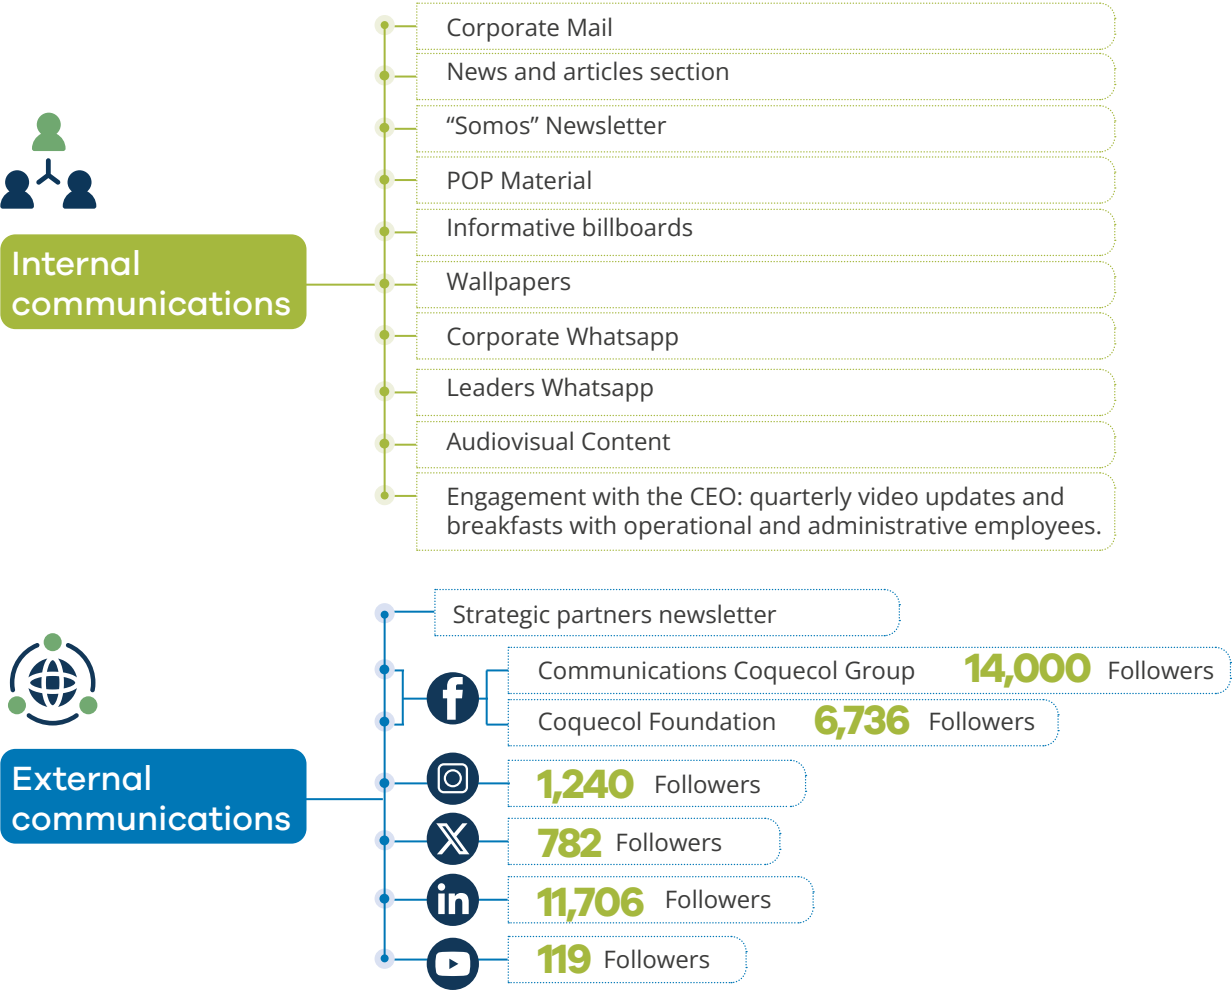 Corporate Mail
News and articles section
“Somos” Newsletter
POP Material
Informative billboards
Internal
communications
Wallpapers
Corporate Whatsapp
Leaders Whatsapp
Audiovisual Content
Engagement with the CEO: quarterly video updates and
breakfasts with operational and administrative employees.
Strategic partners newsletter
Communications Coquecol Group 14,000 Followers
Coquecol Foundation 6,736 Followers
External
communications
1,240 Followers
782 Followers
11,706 Followers
119 Followers